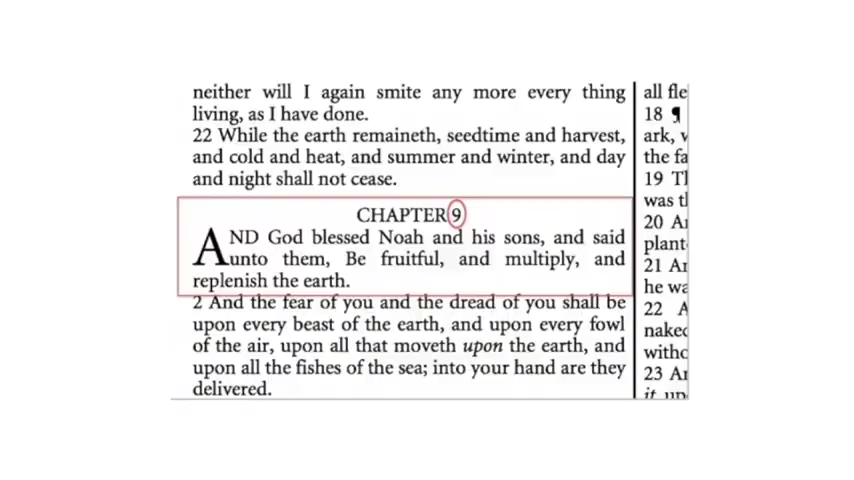 neither will I again smite any more every thing
living, as I have done.
22 While the earth remaineth, seedtime and harvest,
and cold and heat, and summer and winter, and day
and night shall not cease.
CHAPTER 9
AND God blessed Noah and his sons, and said
unto them, Be fruitful, and multiply, and
replenish the earth.
2 And the fear of you and the dread of you shall be
upon every beast of the earth, and upon every fowl
of the air, upon all that moveth upon the earth, and
upon all the fishes of the sea; into your hand are they
delivered.
all fle
18 ¶
ark,
the fa
19
was
20
plant
21
he wa
22 A
naked
witho
23
it up